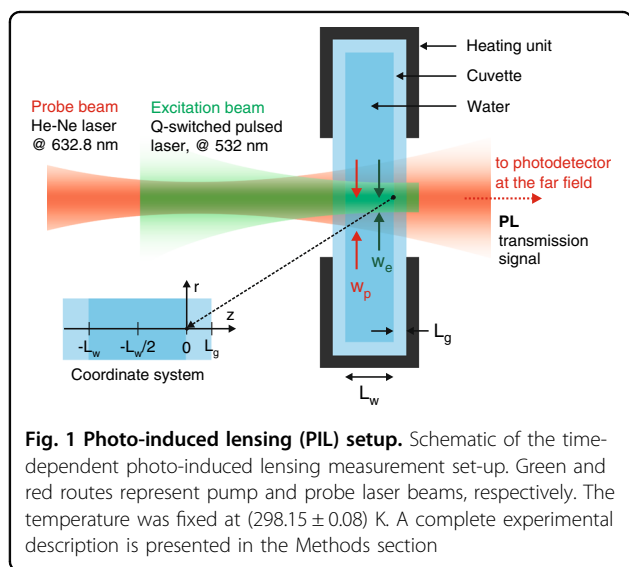 Probe beam
He-Ne laser
@ 632.8 nm
Excitation beam
Q-switched pulsed
laser, @ 532 nm
Heating unit
Cuvette
Water
to photodetector
at the far field
PL
transmission
signal
w_e
w_p
L_g
L_w
r
z
-L_w
-L_w/2
0
L_g
Coordinate system
Fig. 1 Photo-induced lensing (PIL) setup. Schematic of the time-
dependent photo-induced lensing measurement set-up. Green and
red routes represent pump and probe laser beams, respectively. The
temperature was fixed at (298.15 ± 0.08) K. A complete experimental
description is presented in the Methods section